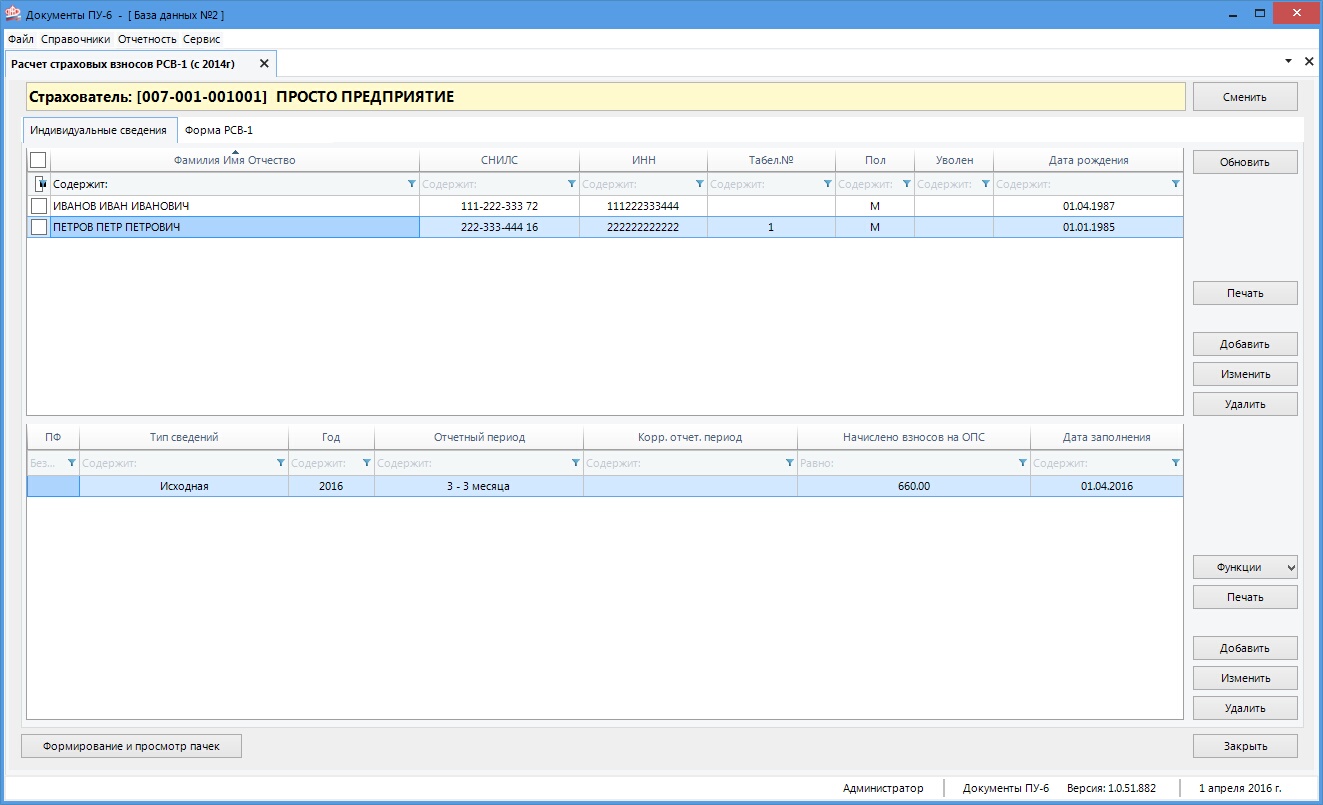 Документы ПУ-6 - [ База данных №2 ]
Файл Справочники Отчетность Сервис
Расчет страховых взносов РСВ-1 (с 2014г)
Страхователь: [007-001-001001] ПРОСТО ПРЕДПРИЯТИЕ
Сменить
Индивидуальные сведения Форма РСВ-1
Фамилия Имя Отчество СНИЛС ИНН Табел.№ Пол Уволен Дата рождения
Обновить
Содержит: Содержит: Содержит: Содержит: Содержит: Содержит: Содержит:
ИВАНОВ ИВАН ИВАНОВИЧ 111-222-333 72 111222333444 М 01.04.1987
ПЕТРОВ ПЕТР ПЕТРОВИЧ 222-333-444 16 222222222222 1 М 01.01.1985
Печать
Добавить
Изменить
Удалить
ПФ Тип сведений Год Отчетный период Корр. отчет. период Начислено взносов на ОПС Дата заполнения
Без... Содержит: Содержит: Содержит: Содержит: Равно: Содержит:
Исходная 2016 3 - 3 месяца 660.00 01.04.2016
Функции
Печать
Добавить
Изменить
Удалить
Формирование и просмотр пачек
Закрыть
Администратор Документы ПУ-6 Версия: 1.0.51.882 1 апреля 2016 г.